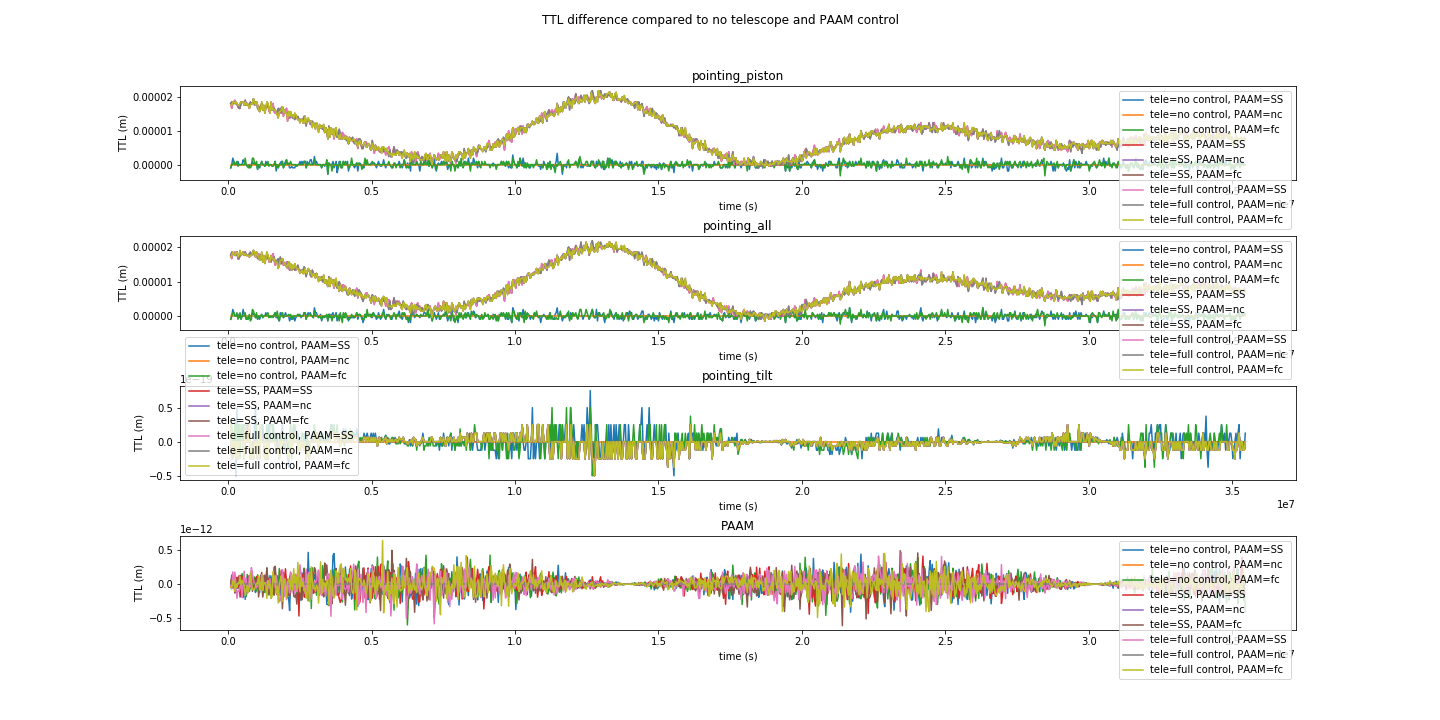 TTL difference compared to no telescope and PAAM control
pointing_piston
0.00002
0.00001
0.00000
TTL (m)
tele=no control, PAAM=SS
tele=no control, PAAM=nc
tele=no control, PAAM=fc
tele=SS, PAAM=SS
tele=SS, PAAM=nc
tele=SS, PAAM=fc
tele=full control, PAAM=SS
tele=full control, PAAM=nc
tele=full control, PAAM=fc
0.0 0.5 1.0 1.5 2.0 2.5 3.0
time (s)
pointing_all
0.00002
0.00001
0.00000
TTL (m)
tele=no control, PAAM=SS
tele=no control, PAAM=nc
tele=no control, PAAM=fc
tele=SS, PAAM=SS
tele=SS, PAAM=nc
tele=SS, PAAM=fc
tele=full control, PAAM=SS
tele=full control, PAAM=nc
tele=full control, PAAM=fc
0.0 0.5 1.0 1.5 2.0 2.5 3.0
time (s)
pointing_tilt
0.5
0.0
−0.5
TTL (m)
tele=no control, PAAM=SS
tele=no control, PAAM=nc
tele=no control, PAAM=fc
tele=SS, PAAM=SS
tele=SS, PAAM=nc
tele=SS, PAAM=fc
tele=full control, PAAM=SS
tele=full control, PAAM=nc
tele=full control, PAAM=fc
0.0 0.5 1.0 1.5 2.0 2.5 3.0 3.5
time (s)
1e7
PAAM
1e−12
0.5
0.0
−0.5
TTL (m)
tele=no control, PAAM=SS
tele=no control, PAAM=nc
tele=no control, PAAM=fc
tele=SS, PAAM=SS
tele=SS, PAAM=nc
tele=SS, PAAM=fc
tele=full control, PAAM=SS
tele=full control, PAAM=nc
tele=full control, PAAM=fc
0.0 0.5 1.0 1.5 2.0 2.5 3.0
time (s)